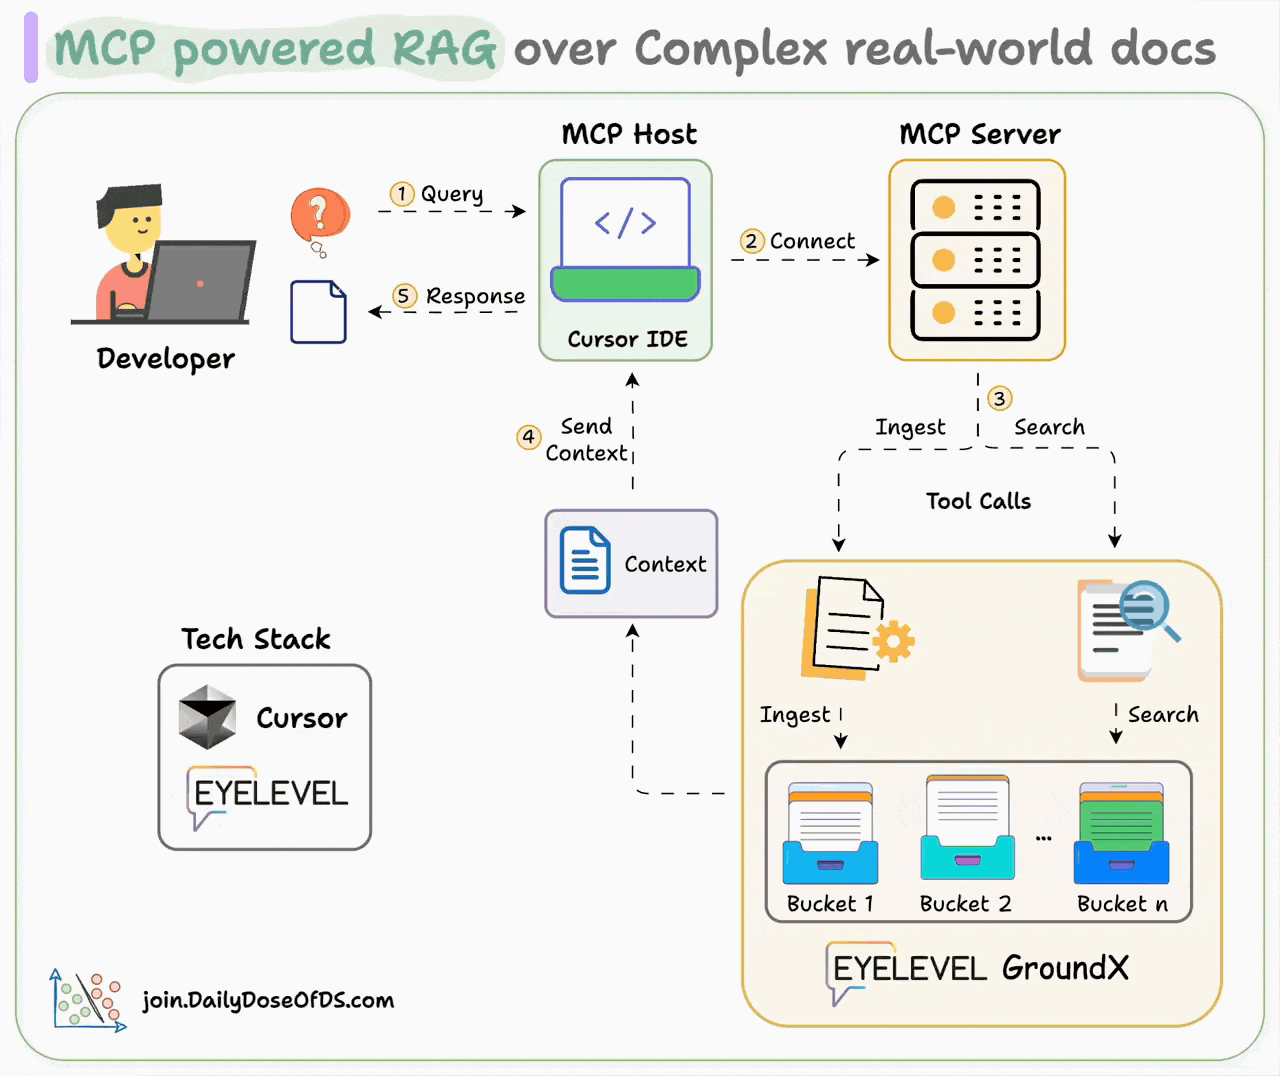 MCP powered RAG over Complex real-world docs
MCP Host
MCP Server
1 Query
2 Connect
5 Response
Cursor IDE
Developer
3
4 Send
Context
Ingest
Search
Tool Calls
Context
Tech Stack
Cursor
EYELEVEL
Ingest
Search
...
Bucket 1
Bucket 2
Bucket n
EYELEVEL GroundX
join.DailyDoseOfDS.com